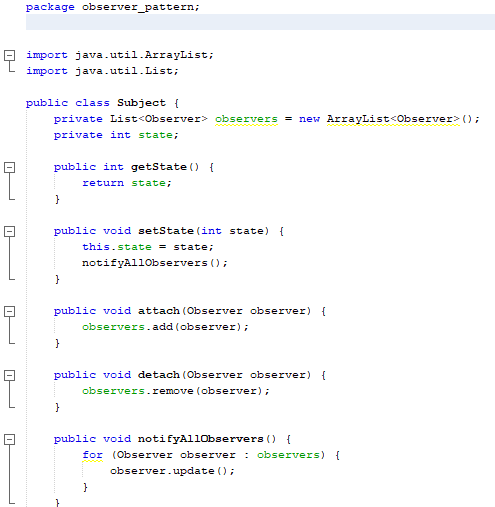 package observer_pattern;
import java.util.ArrayList;
import java.util.List;
public class Subject {
    private List<Observer> observers = new ArrayList<Observer>();
    private int state;
    public int getState() {
        return state;
    }
    public void setState(int state) {
        this.state = state;
        notifyAllObservers();
    }
    public void attach(Observer observer) {
        observers.add(observer);
    }
    public void detach(Observer observer) {
        observers.remove(observer);
    }
    public void notifyAllObservers() {
        for (Observer observer : observers) {
            observer.update();
        }
    }